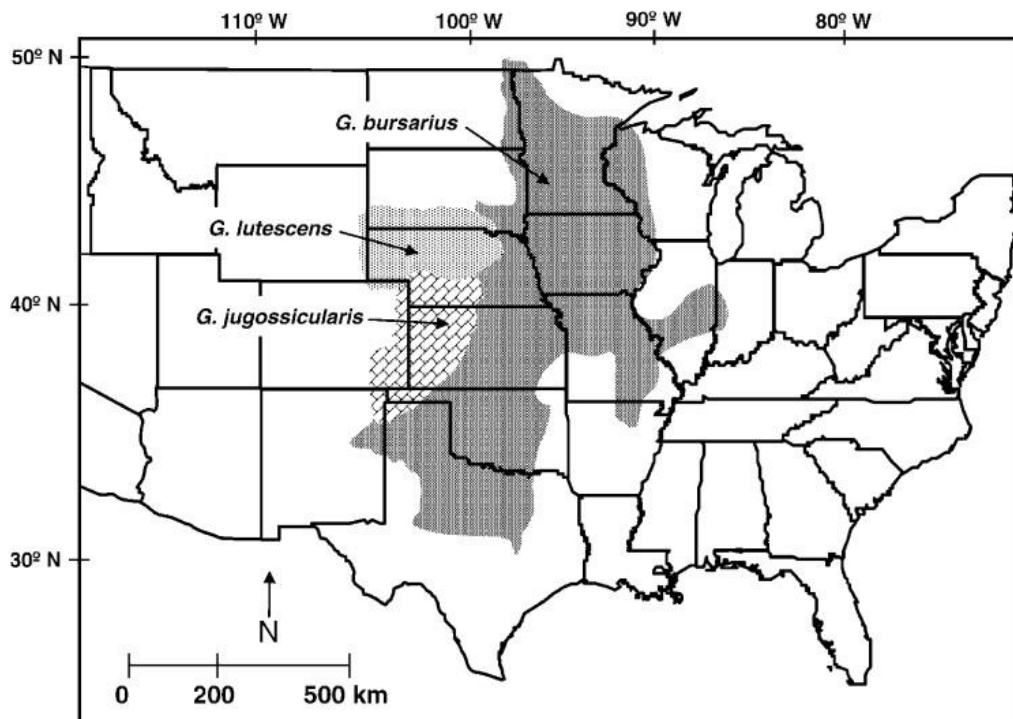 110º W 100º W 90º W 80º W
50º N
G. bursarius
G. lutescens
40º N
G. jugossicularis
30º N
N
0 200 500 km